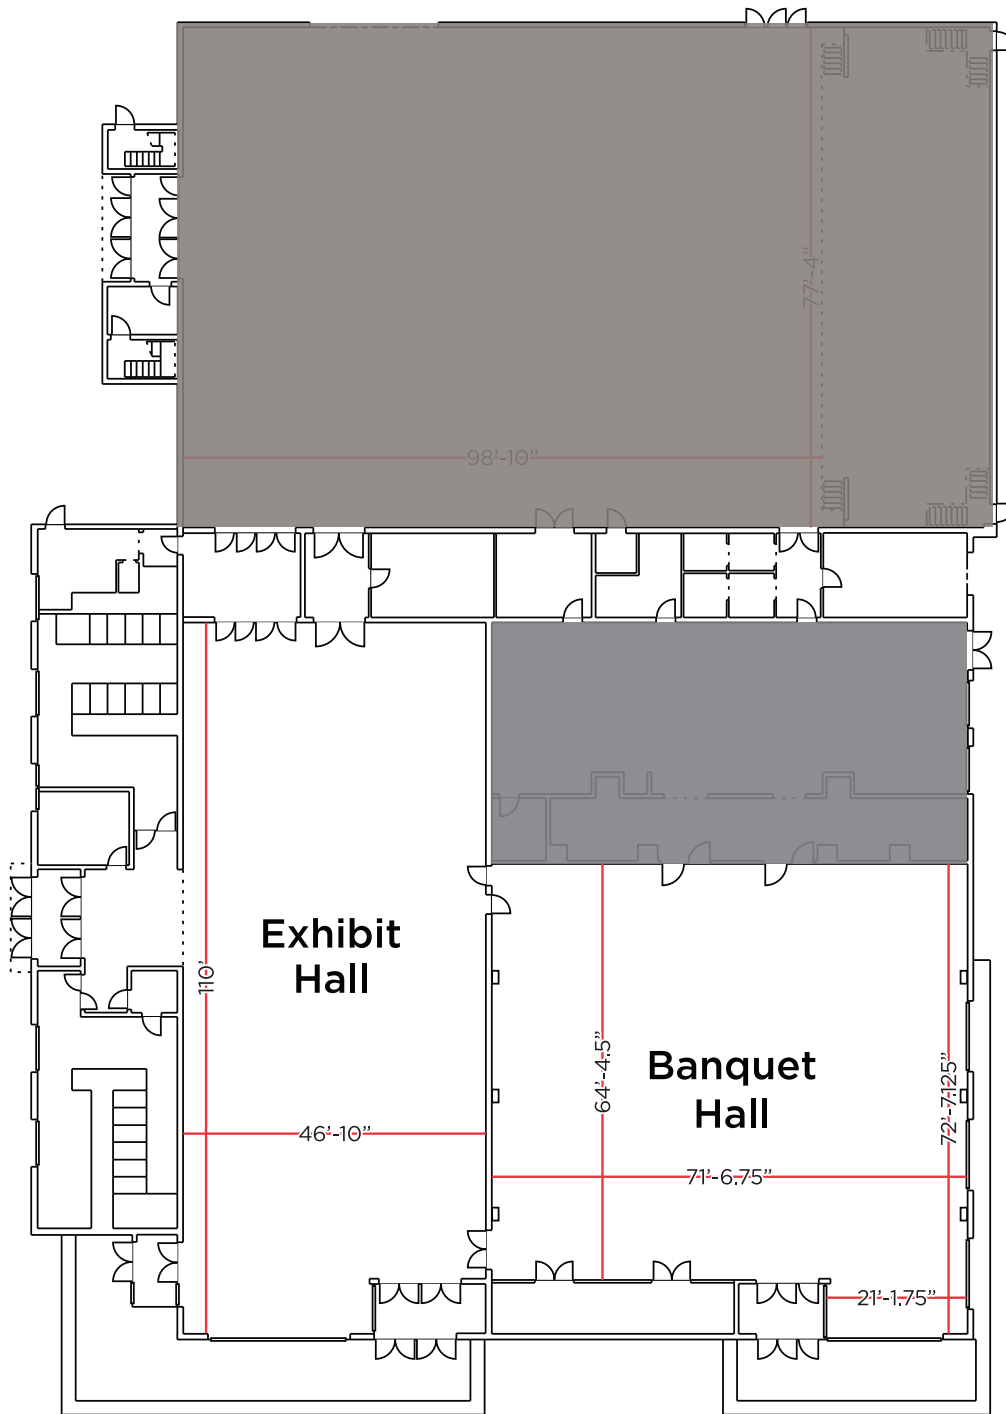 77’-4”
98’-10”
Exhibit
Hall
110’
46’-10”
64’-4.5”
Banquet
Hall
72’-7.125”
71’-6.75”
21’-1.75”